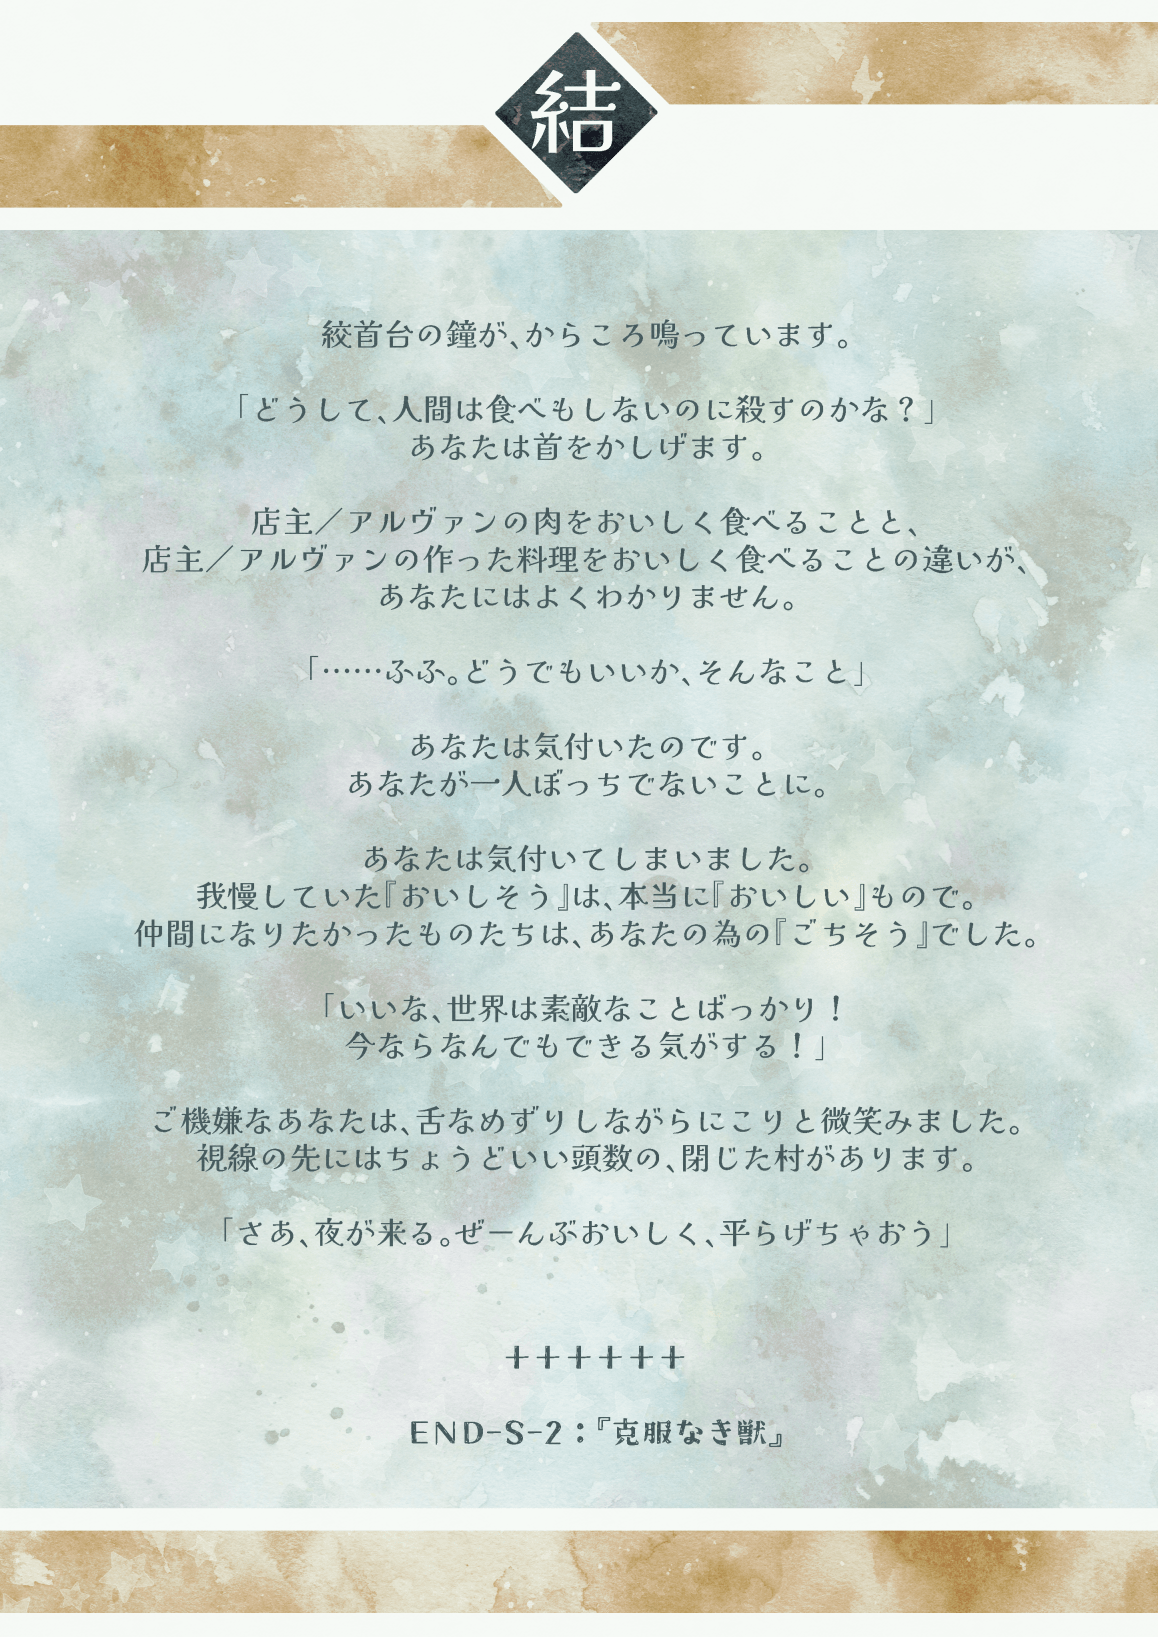 結
絞首台の鐘が、からころ鳴っています。
「どうして、人間は食べもしないのに殺すのかな？」
あなたは首をかしげます。
店主／アルヴァンの肉をおいしく食べることと、
店主／アルヴァンの作った料理をおいしく食べることの違いが、
あなたにはよくわかりません。
「……ふふ。どうでもいいか、そんなこと」
あなたは気付いたのです。
あなたが一人ぼっちでないことに。
あなたは気付いてしまいました。
我慢していた『おいしそう』は、本当に『おいしい』もので。
仲間になりたかったものたちは、あなたの為の『ごちそう』でした。
「いいな、世界は素敵なことばっかり！
今ならなんでもできる気がする！」
ご機嫌なあなたは、舌なめずりしながらにこりと微笑みました。
視線の先にはちょうどいい頭数の、閉じた村があります。
「さあ、夜が来る。ぜーんぶおいしく、平らげちゃおう」
++++++
END-S-2：『克服なき獣』